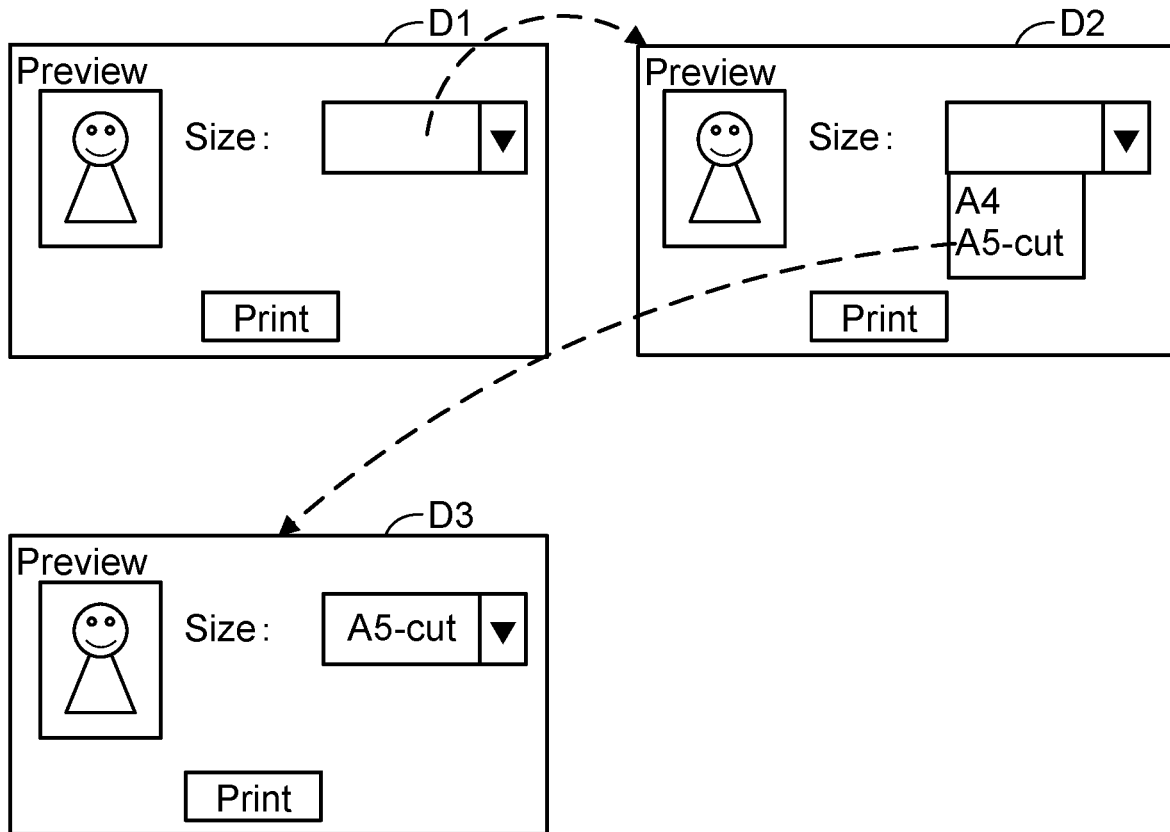 D1
Preview
Size:
Print
D2
Preview
Size:
A4
A5-cut
Print
D3
Preview
Size:
A5-cut
Print